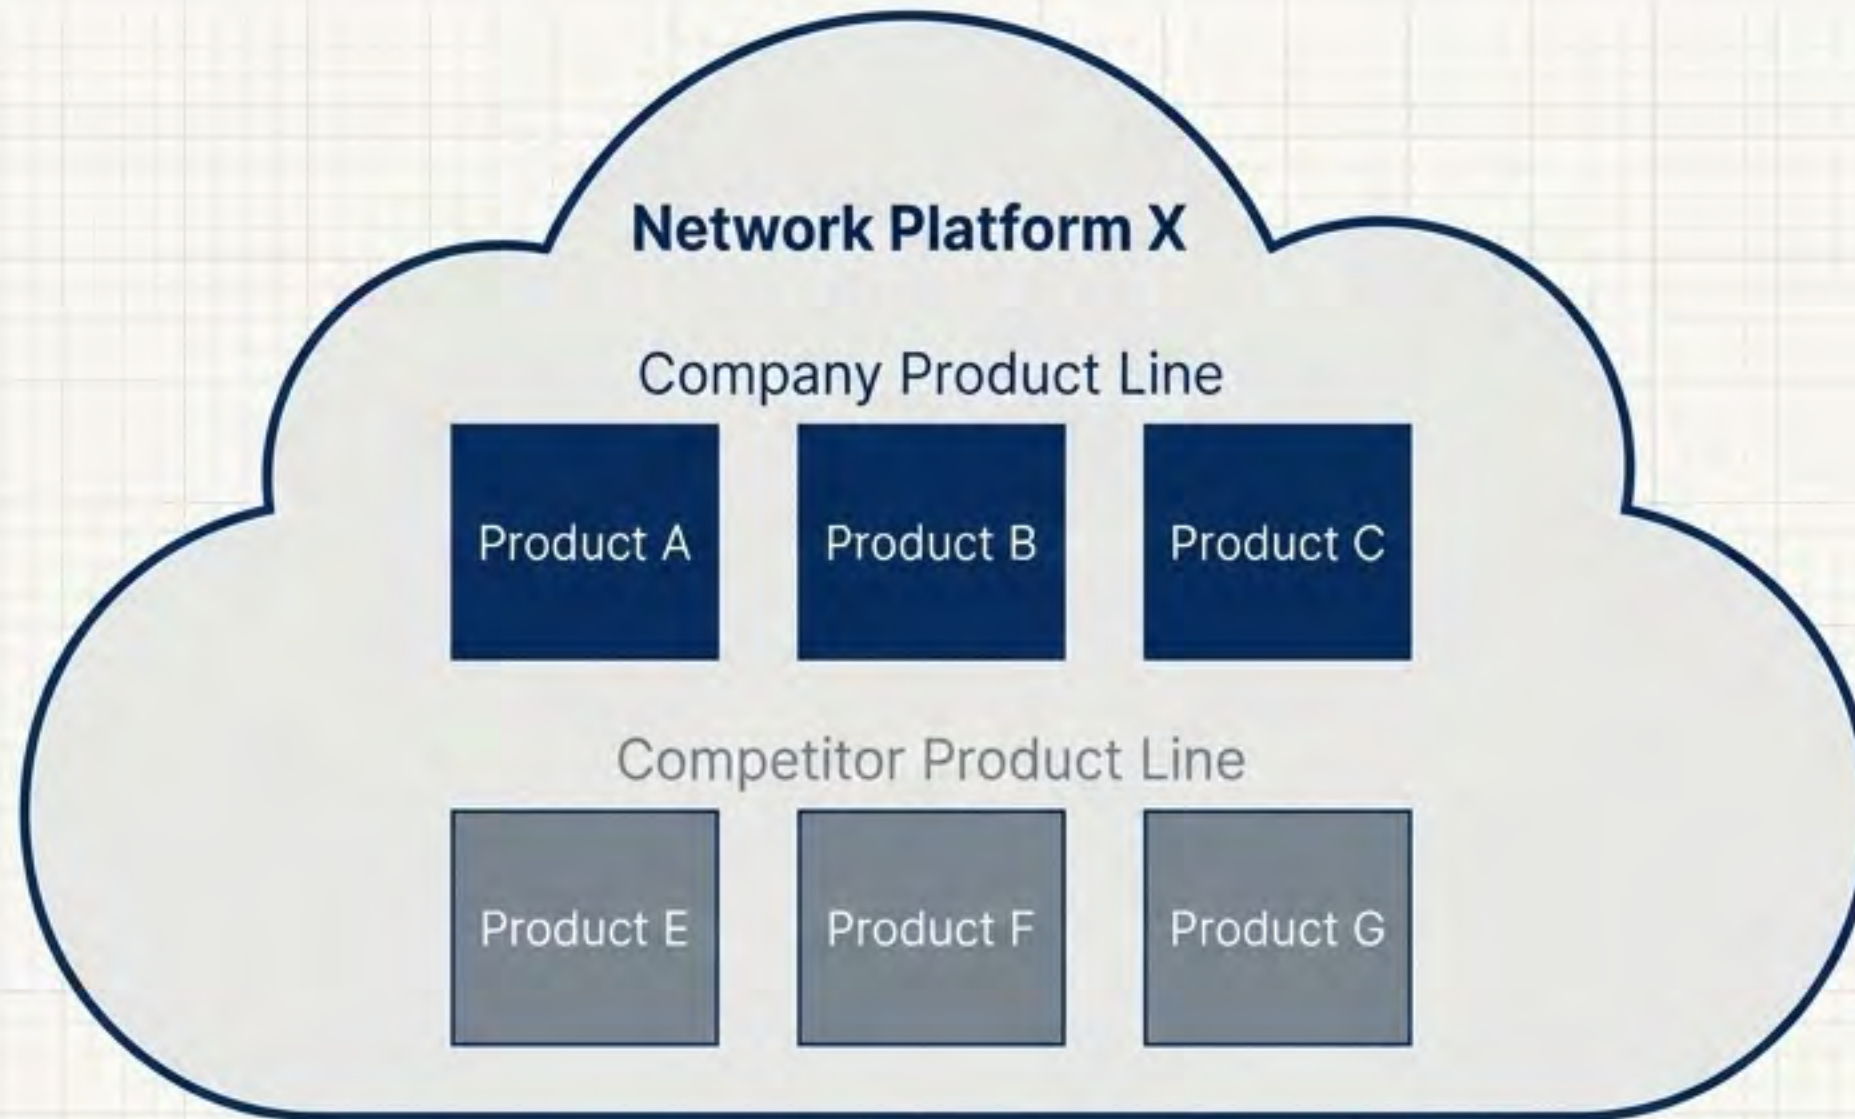 Network Platform X
Company Product Line
Product A Product B Product C
Competitor Product Line
Product E Product F Product G